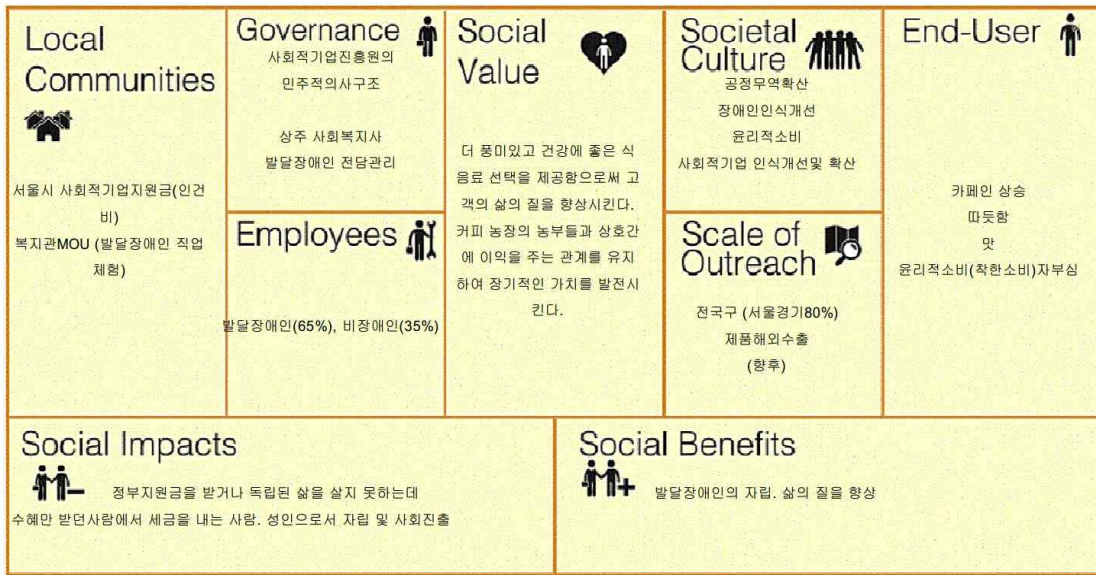 Local
Communities
서울시 사회적기업지원금(인건
비)
복지관MOU (발달장애인 직업
체험)
Governance
사회적기업진흥원의
민주적의사구조
상주 사회복지사
발달장애인 전담관리
Employees
발달장애인(65%), 비장애인(35%)
Social
Value
더 풍미있고 건강에 좋은 식
음료 선택을 제공함으로써 고
객의 삶의 질을 향상시킨다.
커피 농장의 농부들과 상호간
에 이익을 주는 관계를 유지
하여 장기적인 가치를 발전시
킨다.
Societal
Culture
공정무역확산
장애인인식개선
윤리적소비
사회적기업 인식개선및 확산
Scale of
Outreach
전국구 (서울경기80%)
제품해외수출
(향후)
End-User
카페인 상승
따듯함
맛
윤리적소비(착한소비)자부심
Social Impacts
정부지원금을 받거나 독립된 삶을 살지 못하는데
수혜만 받던사람에서 세금을 내는 사람. 성인으로서 자립 및 사회진출
Social Benefits
발달장애인의 자립. 삶의 질을 향상